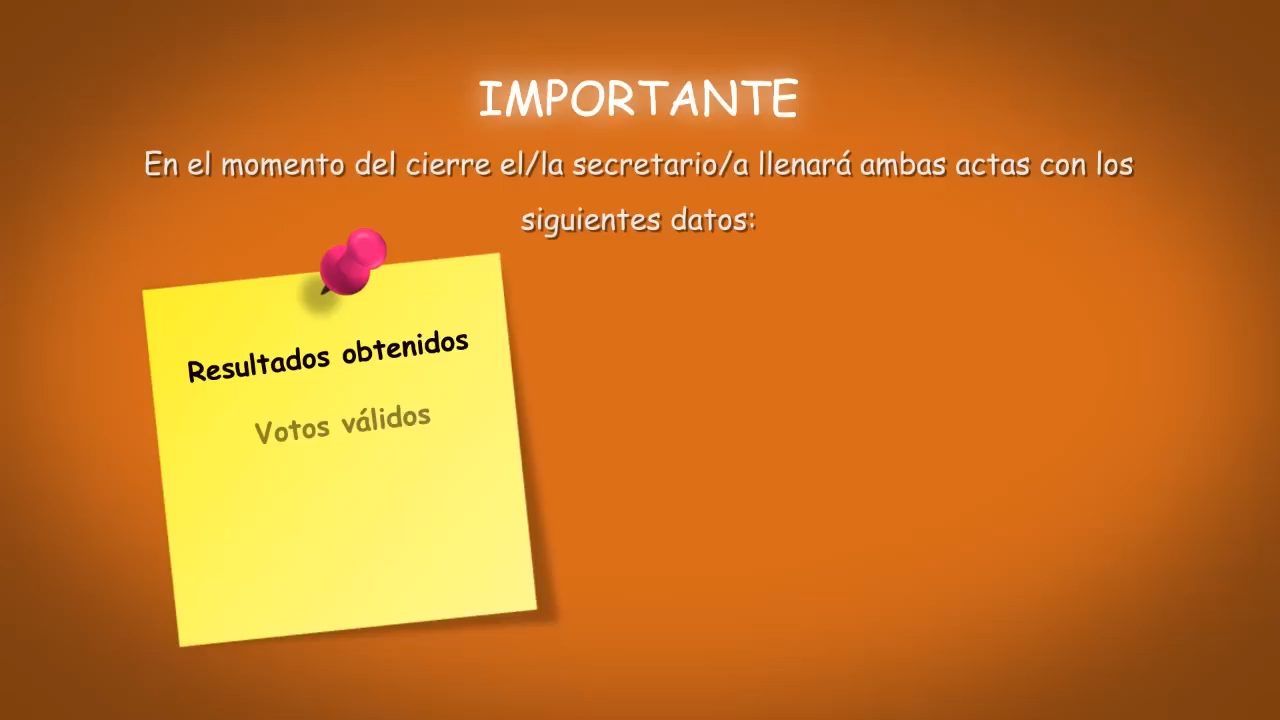 IMPORTANTE
En el momento del cierre el/la secretario/a llenará ambas actas con los
siguientes datos:
Resultados obtenidos
Votos válidos